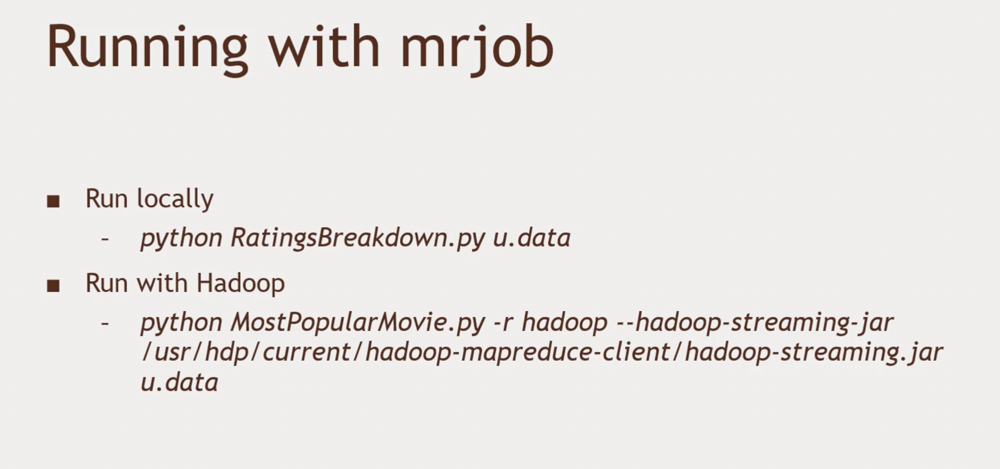 Running with mrjob
■ Run locally
– python RatingsBreakdown.py u.data
■ Run with Hadoop
– python MostPopularMovie.py -r hadoop --hadoop-streaming-jar
/usr/hdp/current/hadoop-mapreduce-client/hadoop-streaming.jar
u.data